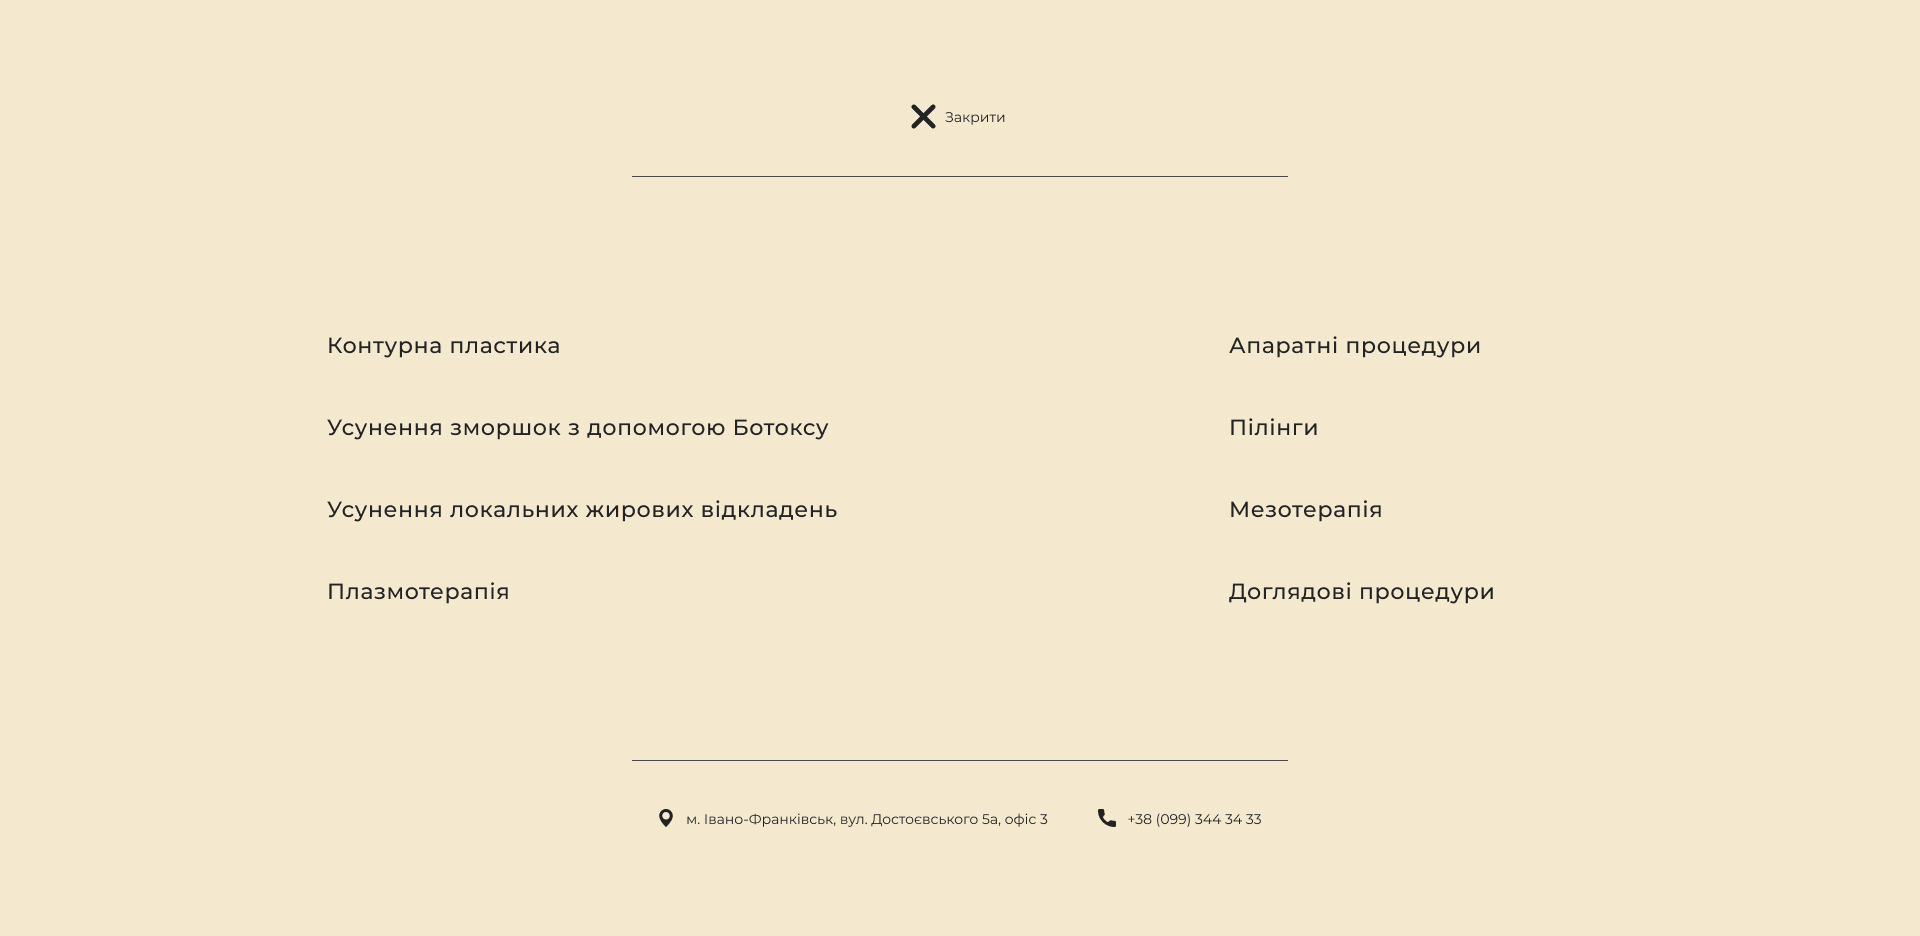 Закрити
Контурна пластика
Усунення зморшок з допомогою Ботоксу
Усунення локальних жирових відкладень
Плазмотерапія
Апаратні процедури
Пілінги
Мезотерапія
Доглядові процедури
м. Івано-Франківськ, вул. Достоєвського 5а, офіс 3
+38 (099) 344 34 33